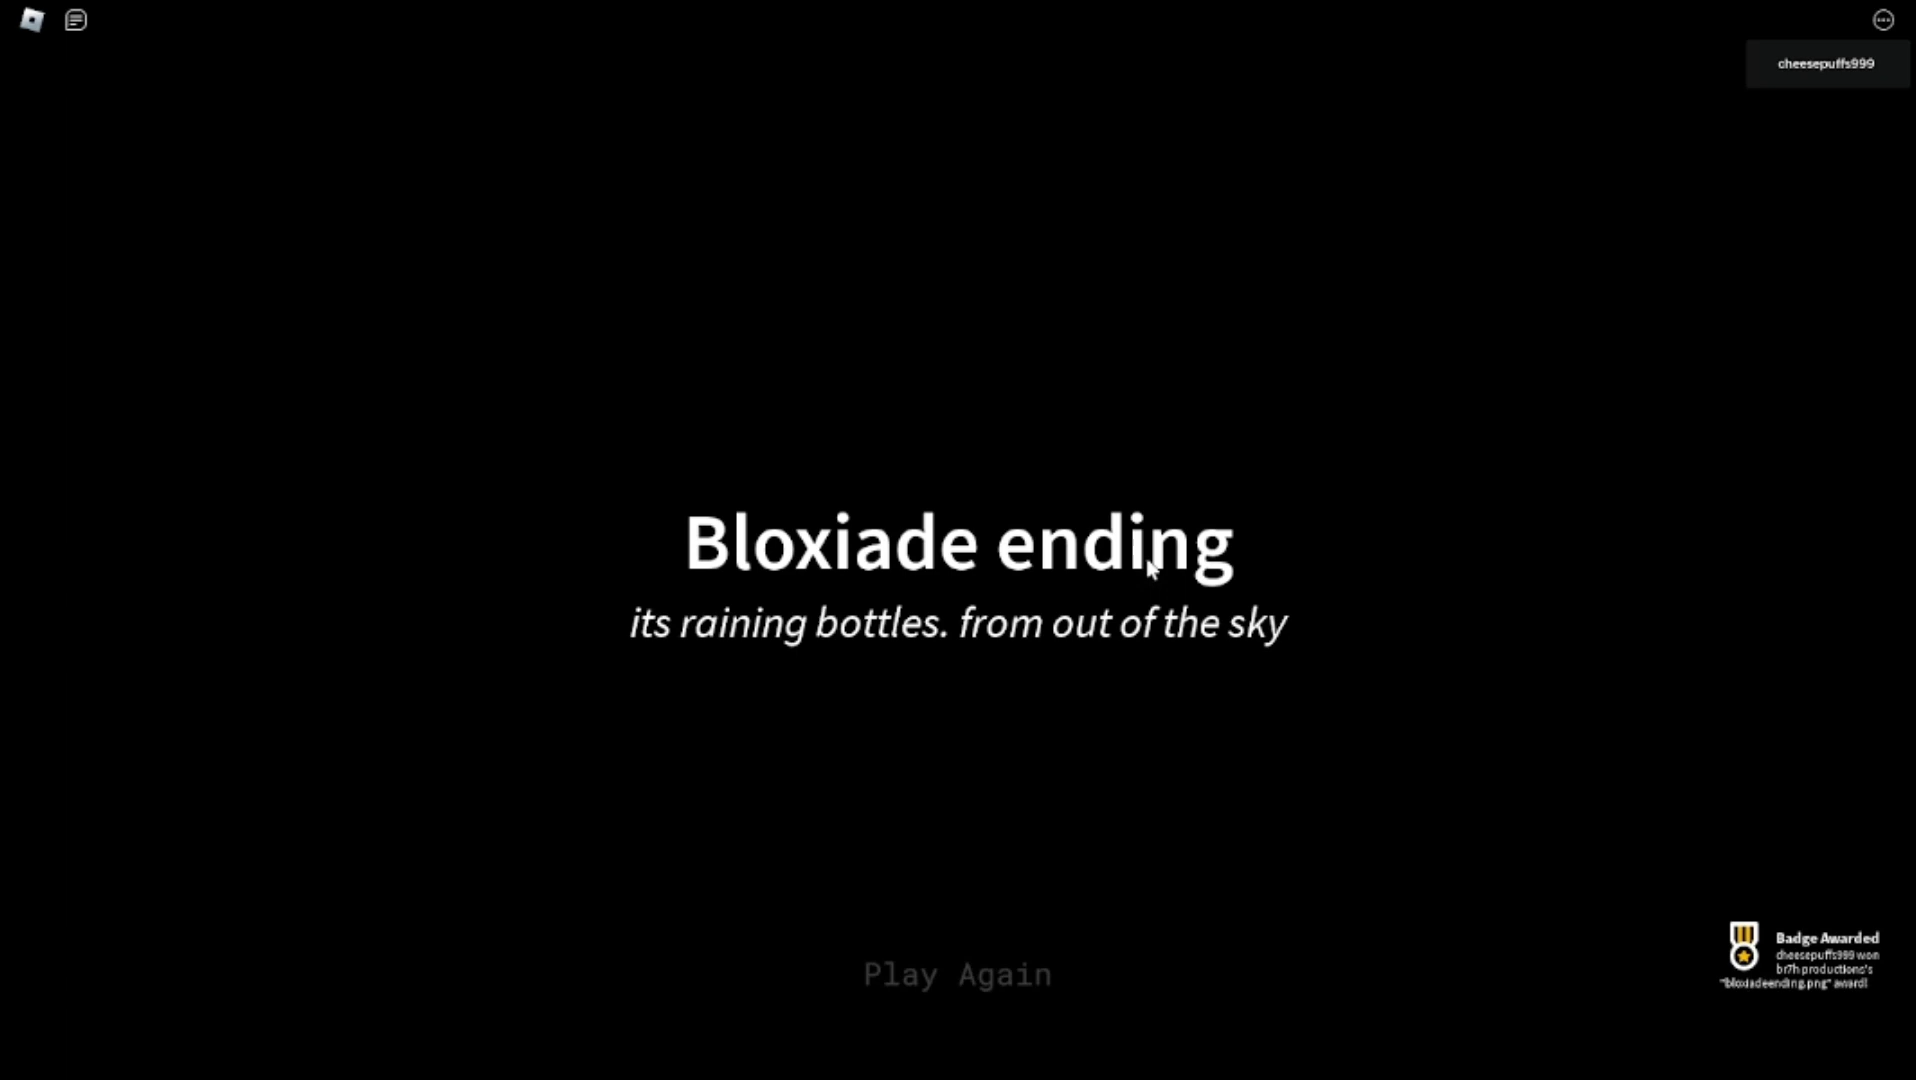 cheesepuffs999
Bloxiade ending
its raining bottles. from out of the sky
Play Again
Badge Awarded
cheesepuffs999 won
br7h productions's
"bloxiadeending.png" award!